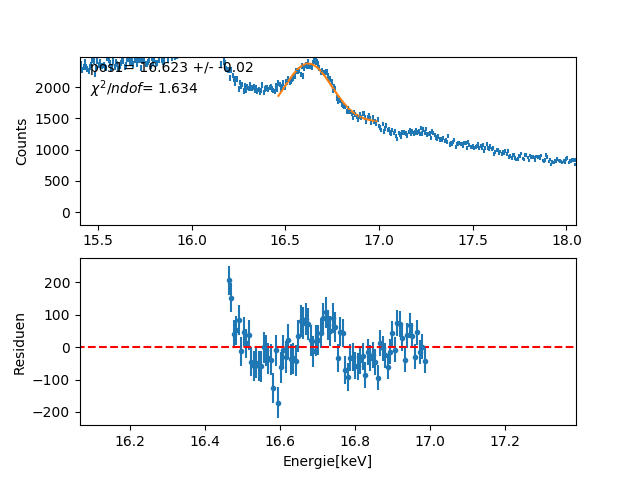 pos1= 16.623 +/- -0.02
χ²/ndof= 1.634
Counts
2000
1500
1000
500
0
15.5 16.0 16.5 17.0 17.5 18.0
Residuen
200
100
0
−100
−200
16.2 16.4 16.6 16.8 17.0 17.2
Energie[keV]